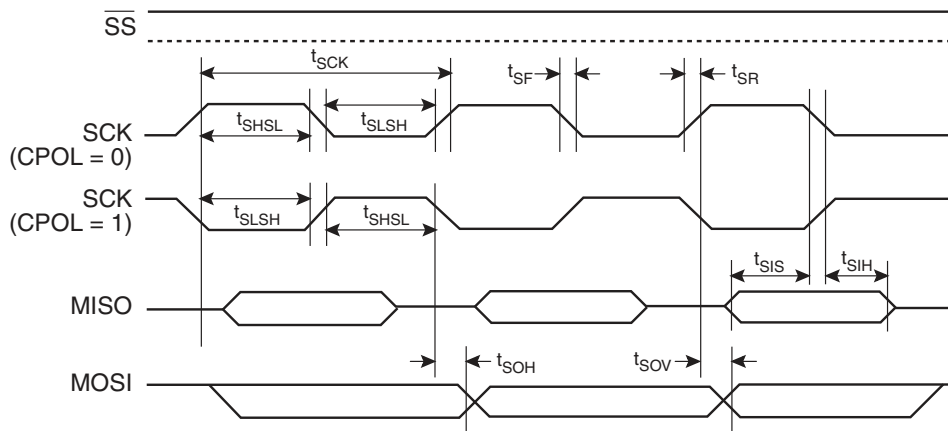 SS
tSCK
tSF
tSR
SCK
(CPOL = 0)
tSHSL
tSLSH
SCK
(CPOL = 1)
tSLSH
tSHSL
tSIS
tSIH
MISO
tSOH
tSOV
MOSI